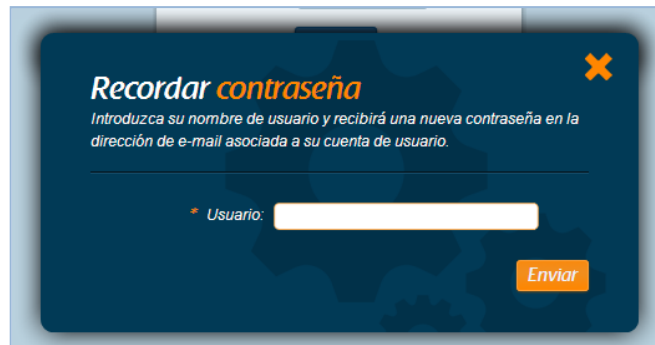 Recordar contraseña
Introduzca su nombre de usuario y recibirá una nueva contraseña en la
dirección de e-mail asociada a su cuenta de usuario.
* Usuario:
Enviar